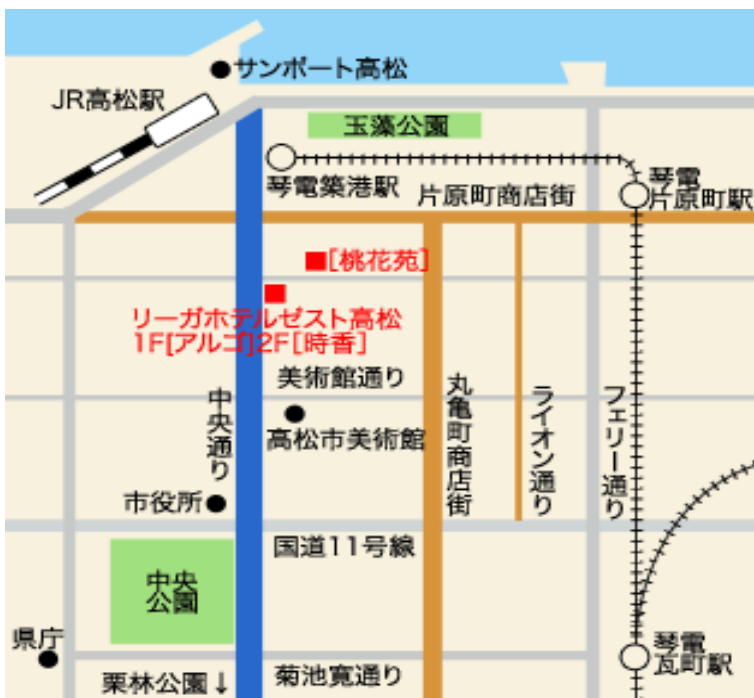 サンポート高松
JR高松駅
玉藻公園
琴電築港駅
片原町商店街
琴電
片原町駅
[桃花苑]
リーガホテルゼスト高松
1F[アルゴ]2F[時香]
美術館通り
中央通り
高松市美術館
丸亀町商店街
ライオン通り
フェリー通り
市役所
国道11号線
中央
公園
県庁
琴電
瓦町駅
栗林公園↓
菊池寛通り